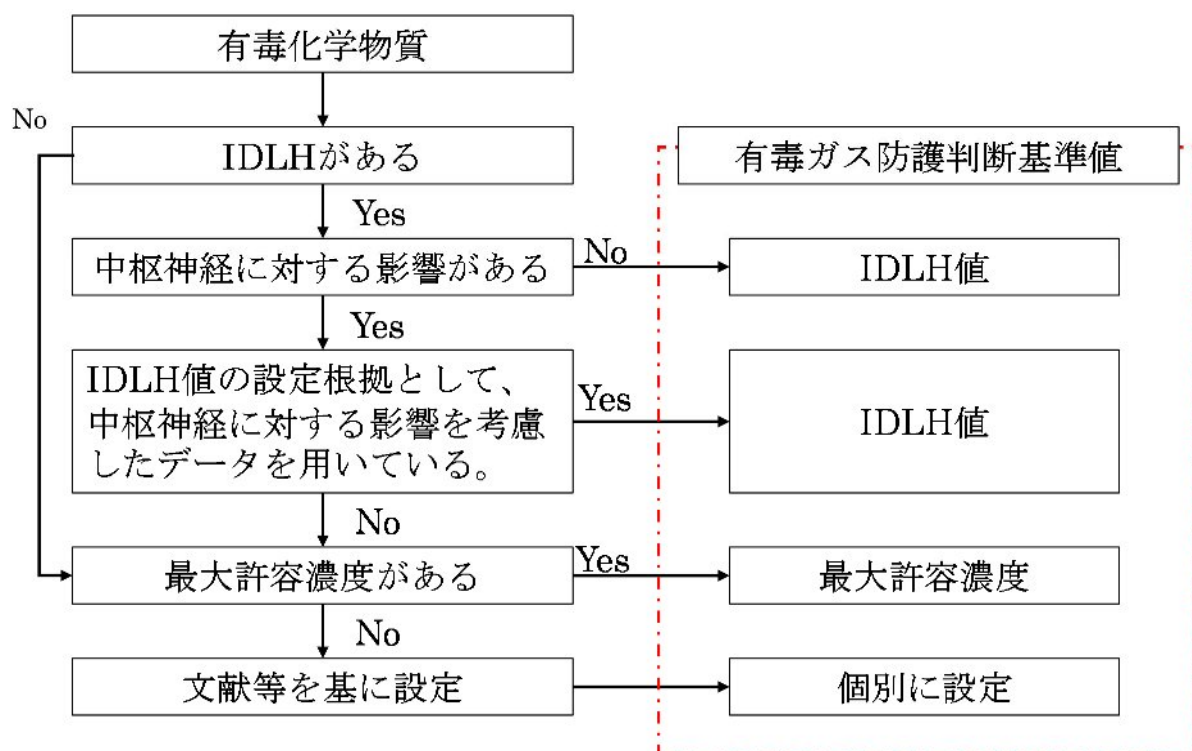 有毒化学物質
No
IDLHがある
有毒ガス防護判断基準値
Yes
中枢神経に対する影響がある
No
IDLH値
Yes
IDLH値の設定根拠として、
中枢神経に対する影響を考慮
したデータを用いている。
Yes
IDLH値
No
最大許容濃度がある
Yes
最大許容濃度
No
文献等を基に設定
個別に設定